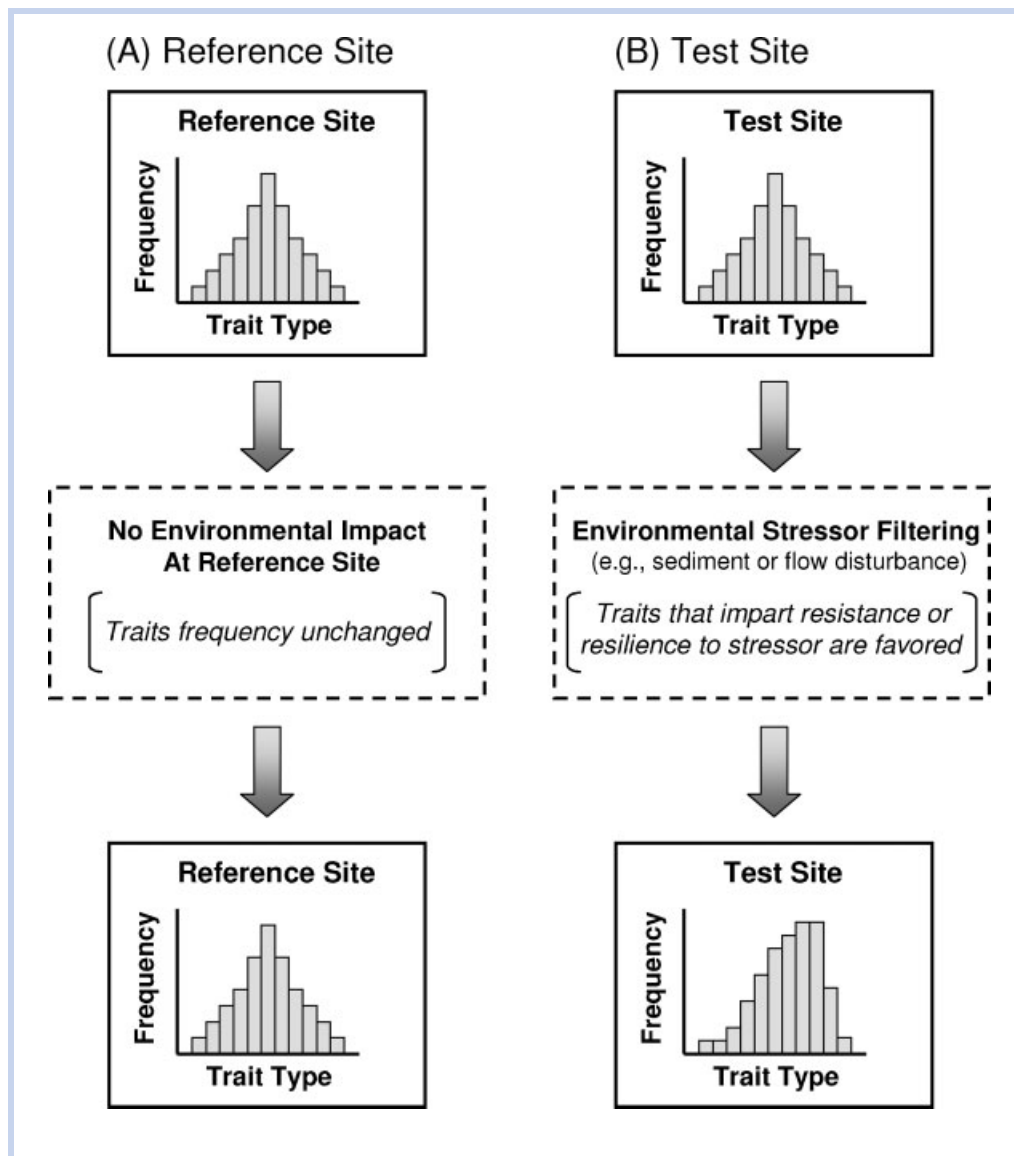 (A) Reference Site
Reference Site
Frequency
Trait Type
No Environmental Impact
At Reference Site
Traits frequency unchanged
Reference Site
Frequency
Trait Type
(B) Test Site
Test Site
Frequency
Trait Type
Environmental Stressor Filtering
(e.g., sediment or flow disturbance)
Traits that impart resistance or
resilience to stressor are favored
Test Site
Frequency
Trait Type